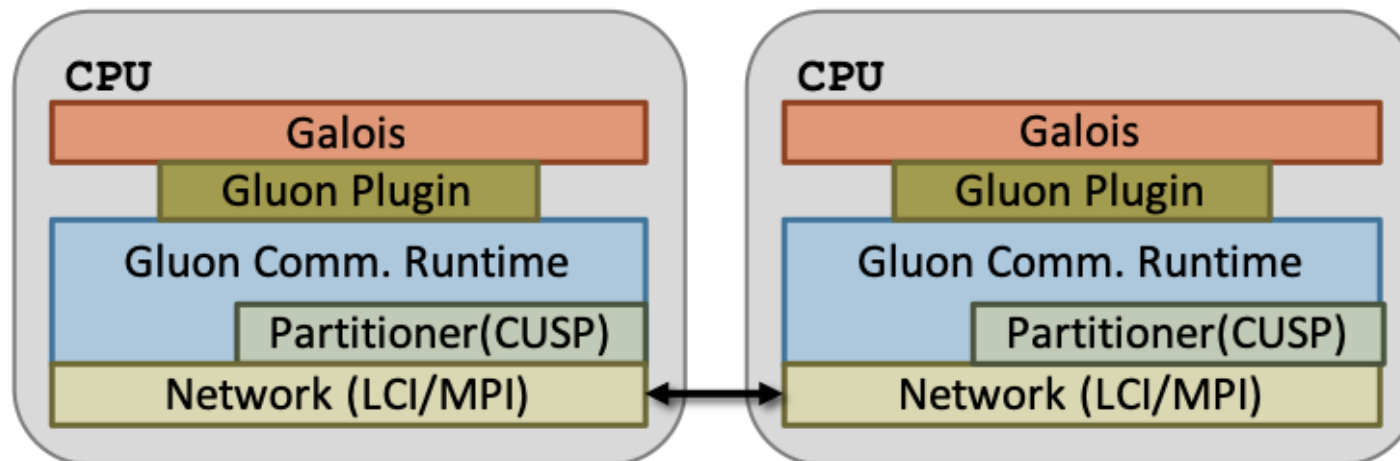 CPU
Galois
Gluon Plugin
Gluon Comm. Runtime
Partitioner(CUSP)
Network (LCI/MPI)
CPU
Galois
Gluon Plugin
Gluon Comm. Runtime
Partitioner(CUSP)
Network (LCI/MPI)